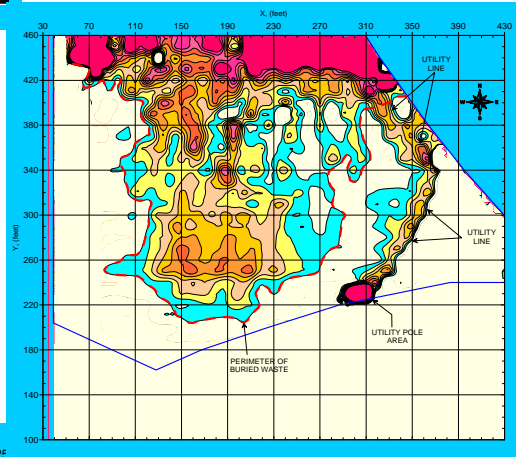 X, (feet)
30 70 110 150 190 230 270 310 350 390 430
460
420
380
340
300
260
220
180
140
100
Y, (feet)
UTILITY
LINE
N
W E
S
UTILITY
LINE
UTILITY POLE
AREA
PERIMETER OF
BURIED WASTE
OF